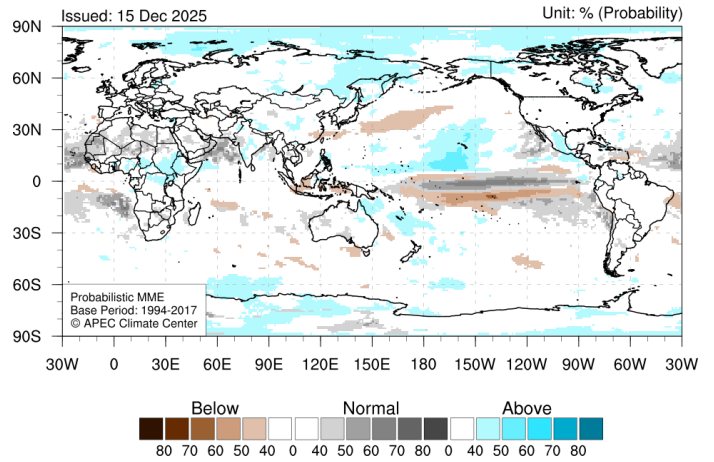 Issued: 15 Dec 2025 Unit: % (Probability)
90N
60N
30N
0
30S
60S
90S
Probabilistic MME
Base Period: 1994-2017
© APEC Climate Center
30W 0 30E 60E 90E 120E 150E 180 150W 120W 90W 60W 30W
Below Normal Above
80 70 60 50 40 0 40 50 60 70 80 0 40 50 60 70 80